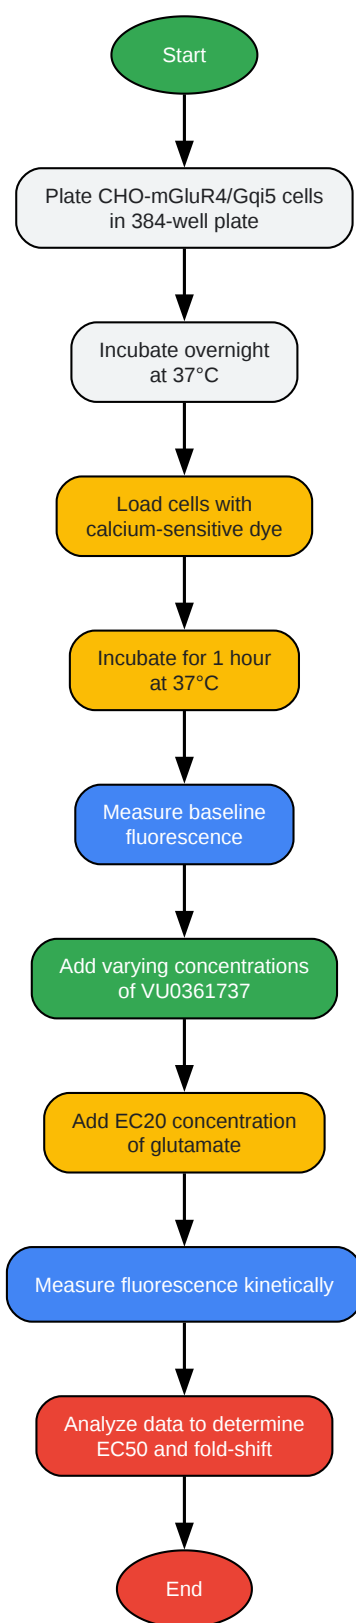 Start
Plate CHO-mGluR4/Gqi5 cells
in 384-well plate
Incubate overnight
at 37°C
Load cells with
calcium-sensitive dye
Incubate for 1 hour
at 37°C
Measure baseline
fluorescence
Add varying concentrations
of VU0361737
Add EC20 concentration
of glutamate
Measure fluorescence kinetically
Analyze data to determine
EC50 and fold-shift
End